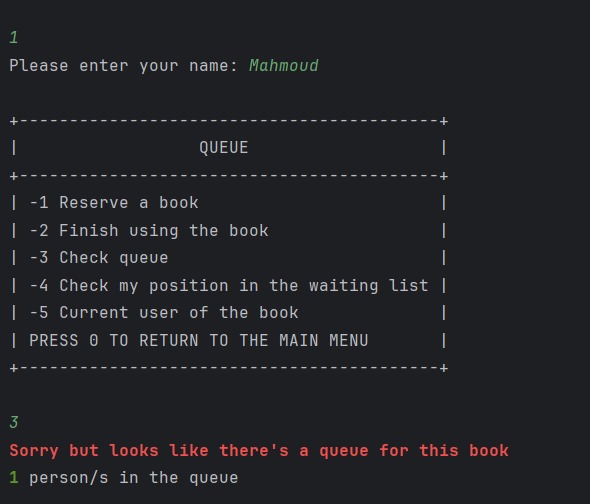 1
Please enter your name: Mahmoud
+------------------------------------------+
|                  QUEUE                   |
+------------------------------------------+
| -1 Reserve a book                        |
| -2 Finish using the book                 |
| -3 Check queue                           |
| -4 Check my position in the waiting list |
| -5 Current user of the book              |
| PRESS 0 TO RETURN TO THE MAIN MENU       |
+------------------------------------------+
3
Sorry but looks like there's a queue for this book
1 person/s in the queue